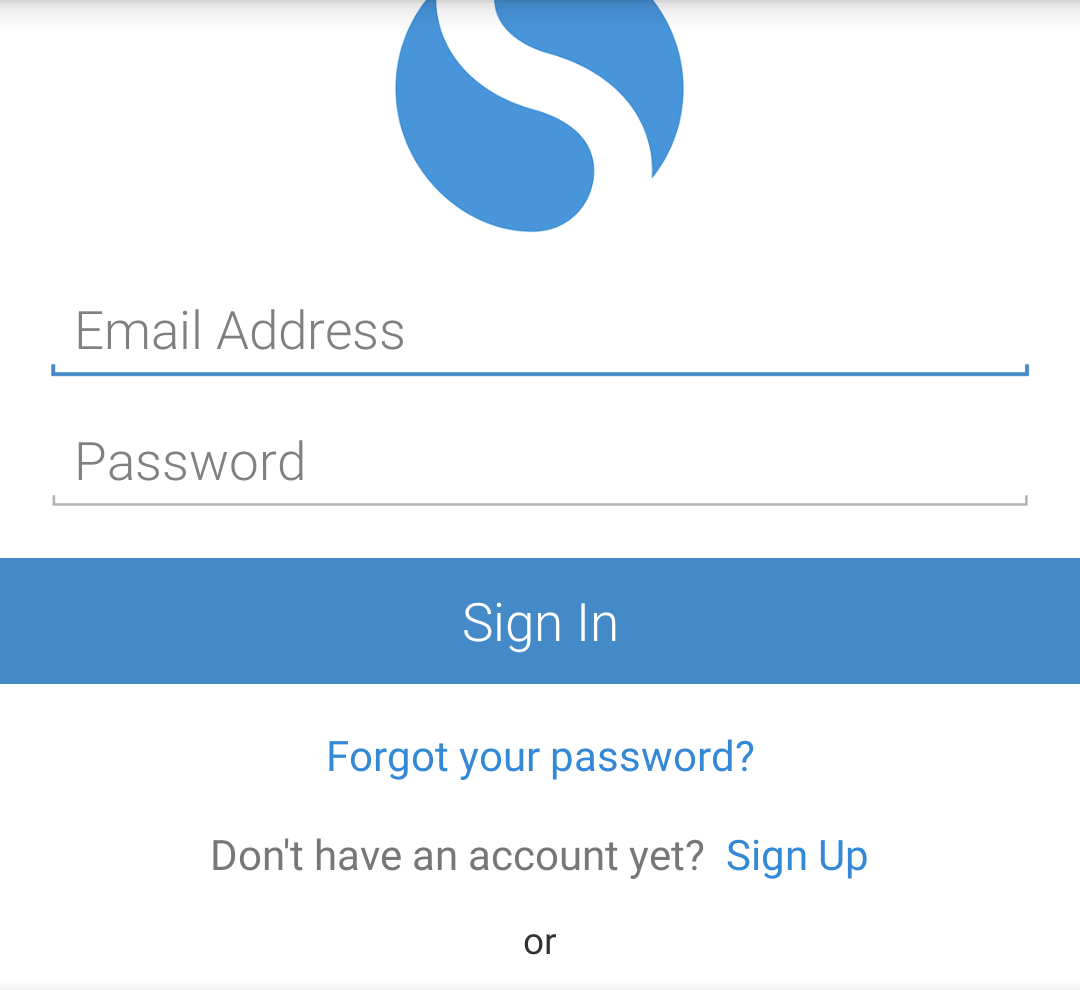 Email Address
Password
Sign In
Forgot your password?
Don't have an account yet? Sign Up
or